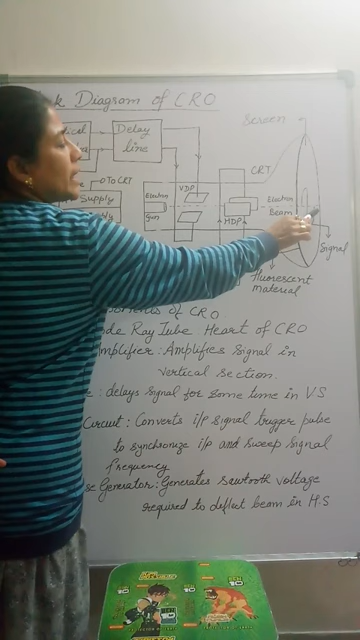 Diagram of CRO
Delay
line
Screen
CRT
to CRT
Supply
Electron
Gun
VDP
HDP
Electron
Beam
Signal
Fluorescent
material
of CRO
Ray Tube Heart of CRO
Amplifier : Amplifies signal in
vertical section.
: delays signal for some time in VS
Circuit : Converts i/p signal trigger pulse
to synchronize i/p and sweep signal
frequency
Generator : Generates sawtooth voltage
required to deflect beam in H.S
BEN
10